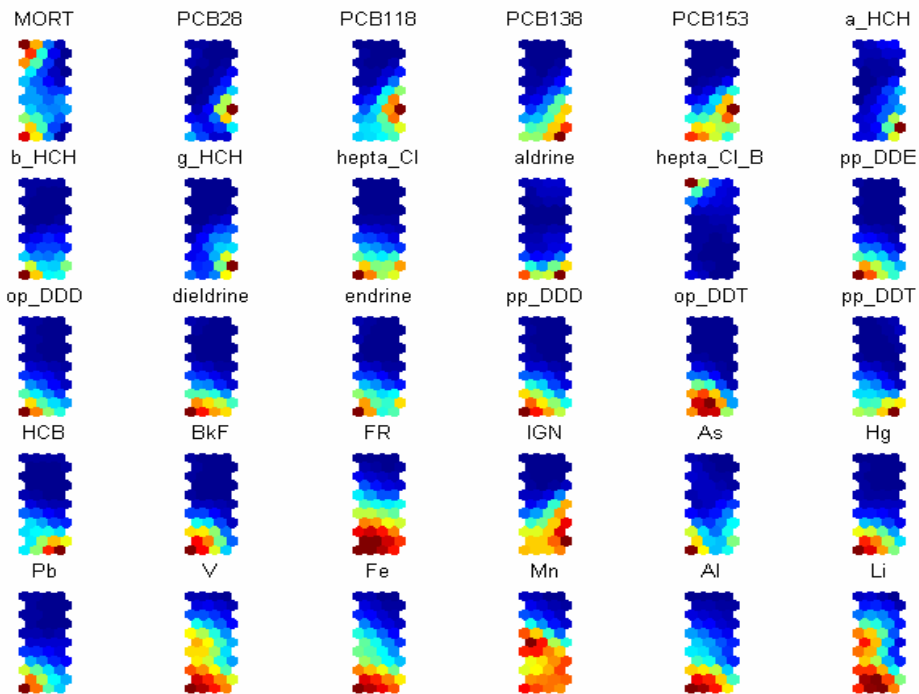 MORT PCB28 PCB118 PCB138 PCB153 a_HCH
b_HCH g_HCH hepta_Cl aldrine hepta_Cl_B pp_DDE
op_DDD dieldrine endrine pp_DDD op_DDT pp_DDT
HCB BkF FR IGN As Hg
Pb V Fe Mn Al Li